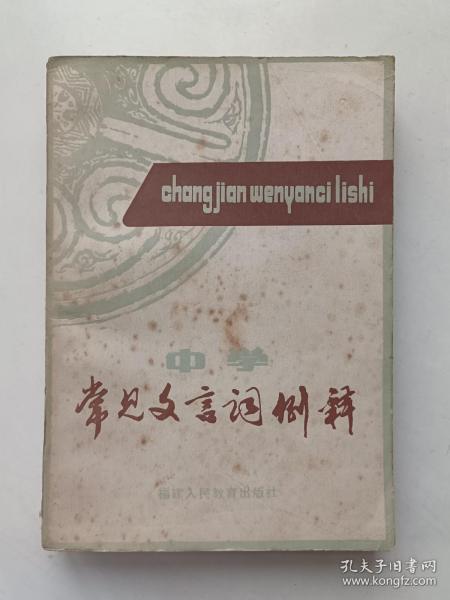 changjian wenyanci lishi
中学
常见文言词例释
福建人民教育出版社
孔夫子旧书网
www.kongfz.com